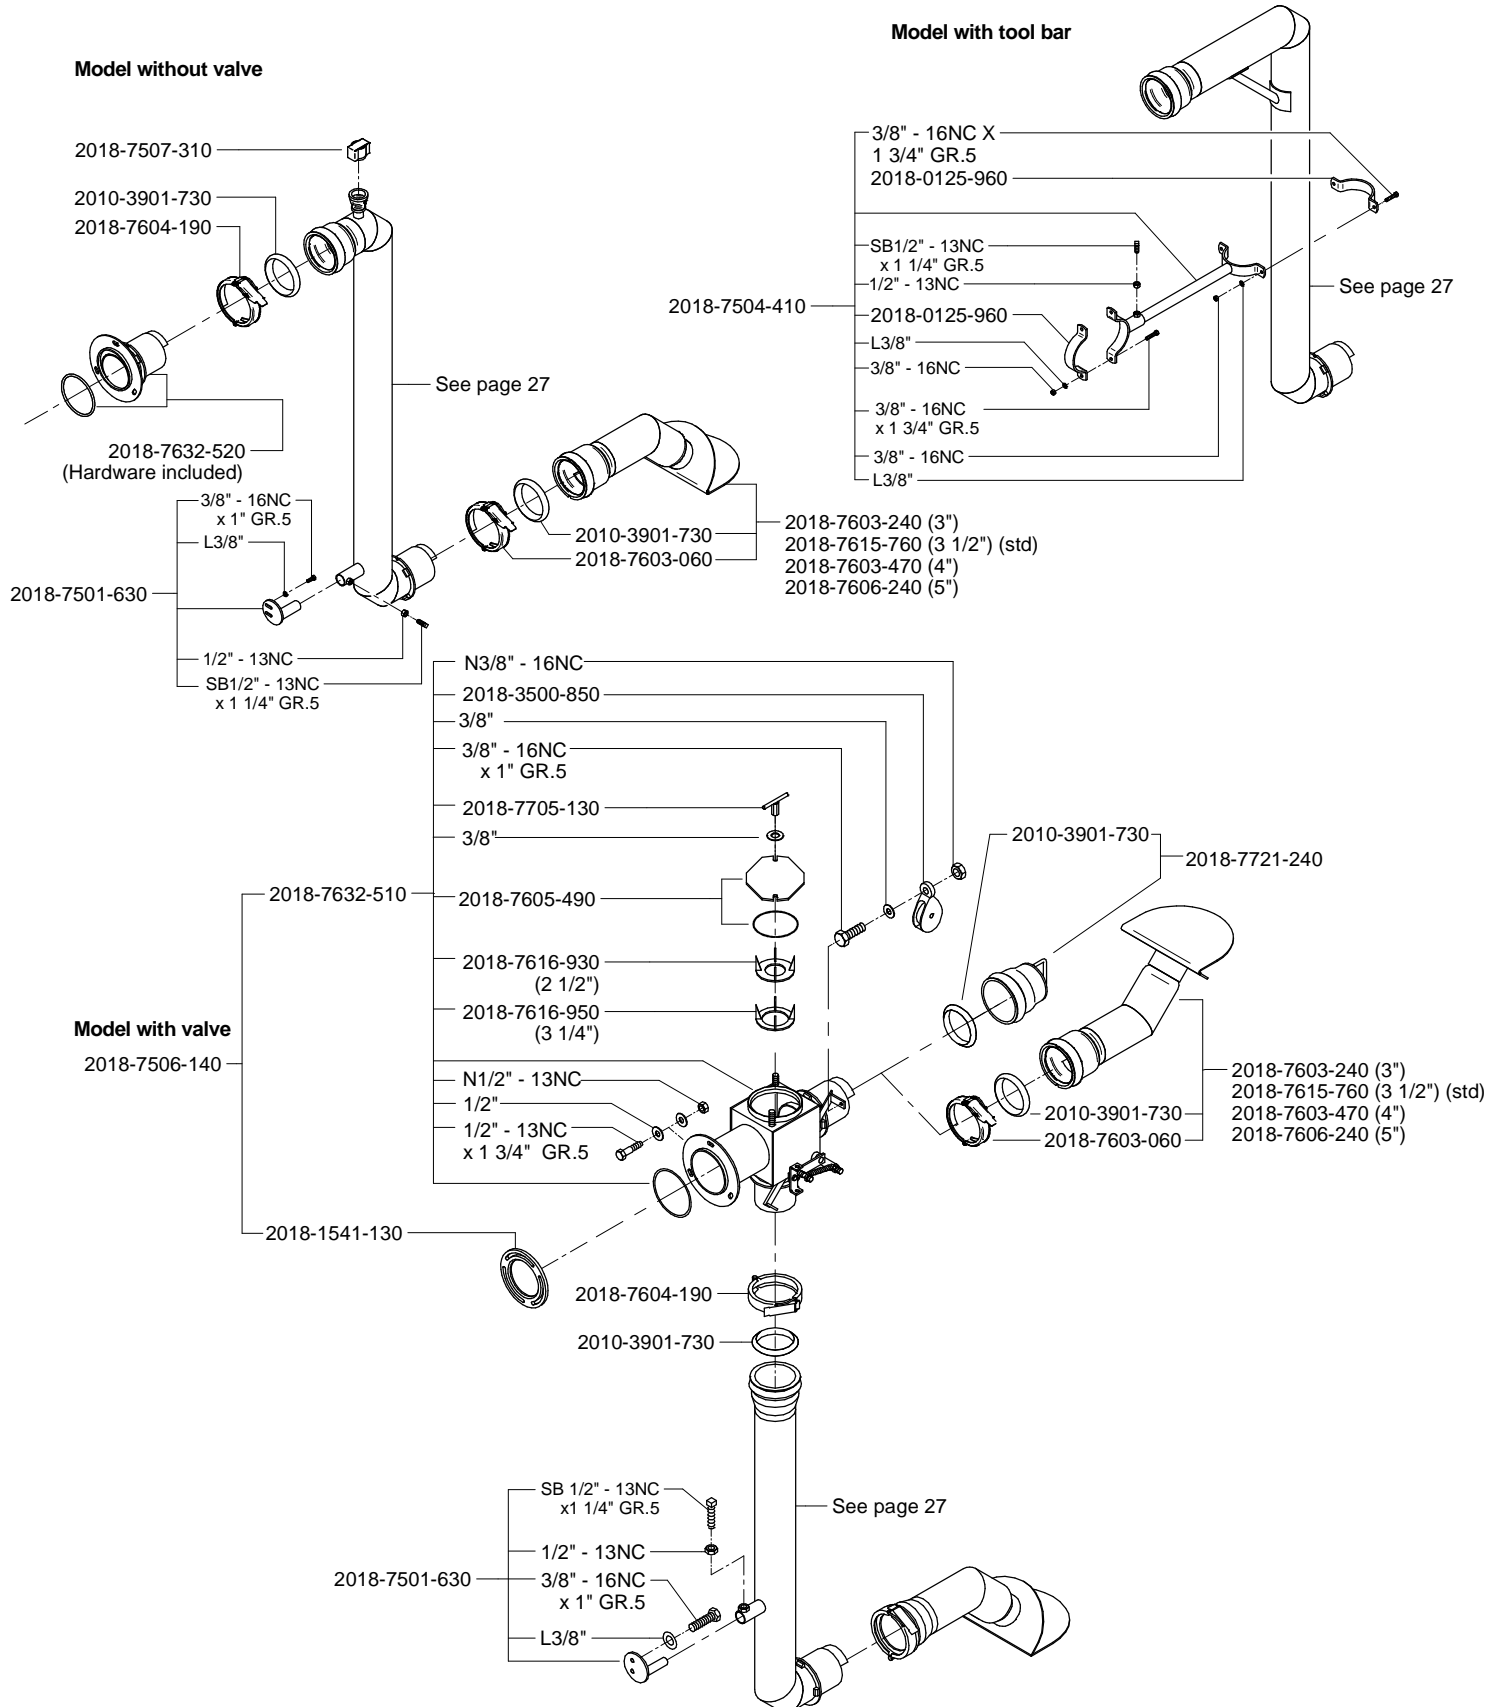 Model with tool bar
Model without valve
2018-7507-310
2010-3901-730
2018-7604-190
See page 27
2018-7632-520
(Hardware included)
3/8" - 16NC
x 1" GR.5
L3/8"
2018-7501-630
1/2" - 13NC
SB1/2" - 13NC
x 1 1/4" GR.5
2010-3901-730
2018-7603-060
2018-7603-240 (3")
2018-7615-760 (3 1/2") (std)
2018-7603-470 (4")
2018-7606-240 (5")
3/8" - 16NC X
1 3/4" GR.5
2018-0125-960
SB1/2" - 13NC
x 1 1/4" GR.5
1/2" - 13NC
2018-7504-410
2018-0125-960
L3/8"
3/8" - 16NC
3/8" - 16NC
x 1 3/4" GR.5
3/8" - 16NC
L3/8"
See page 27
N3/8" - 16NC
2018-3500-850
3/8"
3/8" - 16NC
x 1" GR.5
2018-7705-130
3/8"
2018-7632-510
2018-7605-490
2018-7616-930
(2 1/2")
2018-7616-950
(3 1/4")
Model with valve
2018-7506-140
N1/2" - 13NC
1/2"
1/2" - 13NC
x 1 3/4" GR.5
2018-1541-130
2010-3901-730
2018-7721-240
2018-7603-240 (3")
2018-7615-760 (3 1/2") (std)
2018-7603-470 (4")
2018-7606-240 (5")
2010-3901-730
2018-7603-060
2018-7604-190
2010-3901-730
SB 1/2" - 13NC
x1 1/4" GR.5
1/2" - 13NC
2018-7501-630
3/8" - 16NC
x 1" GR.5
L3/8"
See page 27